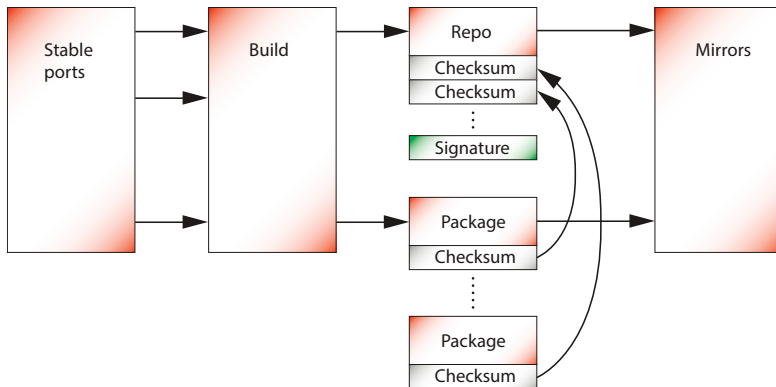 Stable
ports
Build
Repo
Checksum
Checksum
Signature
Package
Checksum
Package
Checksum
Mirrors